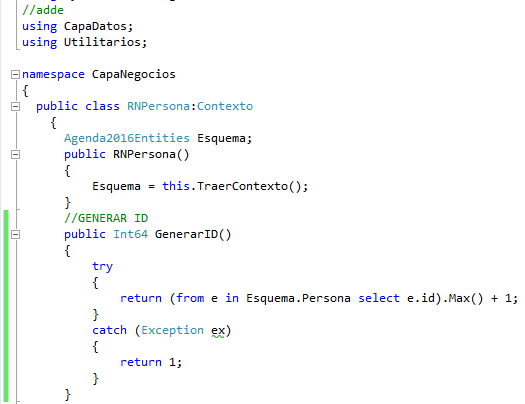 //adde
using CapaDatos;
using Utilitarios;
namespace CapaNegocios
{
public class RNPersona:Contexto
{
Agenda2016Entities Esquema;
public RNPersona()
{
Esquema = this.TraerContexto();
}
//GENERAR ID
public Int64 GenerarID()
{
try
{
return (from e in Esquema.Persona select e.id).Max() + 1;
}
catch (Exception ex)
{
return 1;
}
}